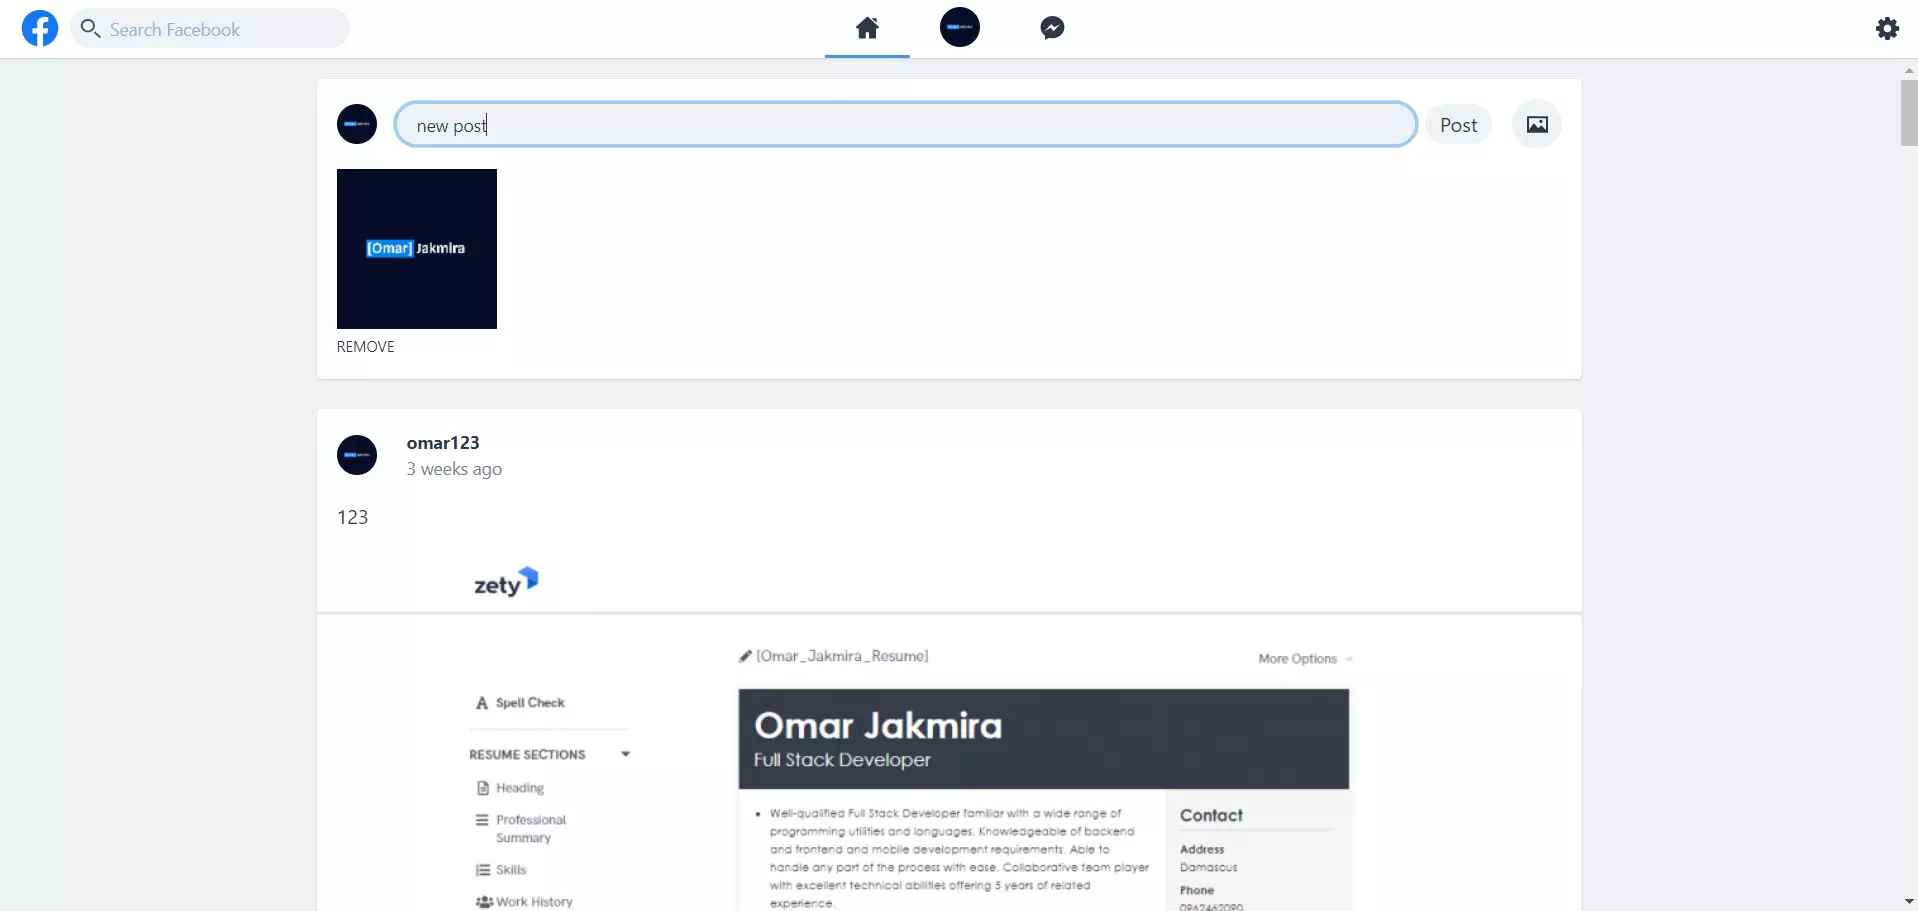 Search Facebook
new post
Post
[Omar] Jakmira
REMOVE
omar123
3 weeks ago
123
zety
[Omar_Jakmira_Resume]
More Options
Spell Check
RESUME SECTIONS
Heading
Professional
Summary
Skills
Work History
Omar Jakmira
Full Stack Developer
Well-qualified Full Stack Developer familiar with a wide range of
programming utilities and languages. Knowledgeable of backend
and frontend and mobile development requirements. Able to
handle any part of the process with ease. Collaborative team player
with excellent technical abilities offering 5 years of related
experience.
Contact
Address
Damascus
Phone
0962462090